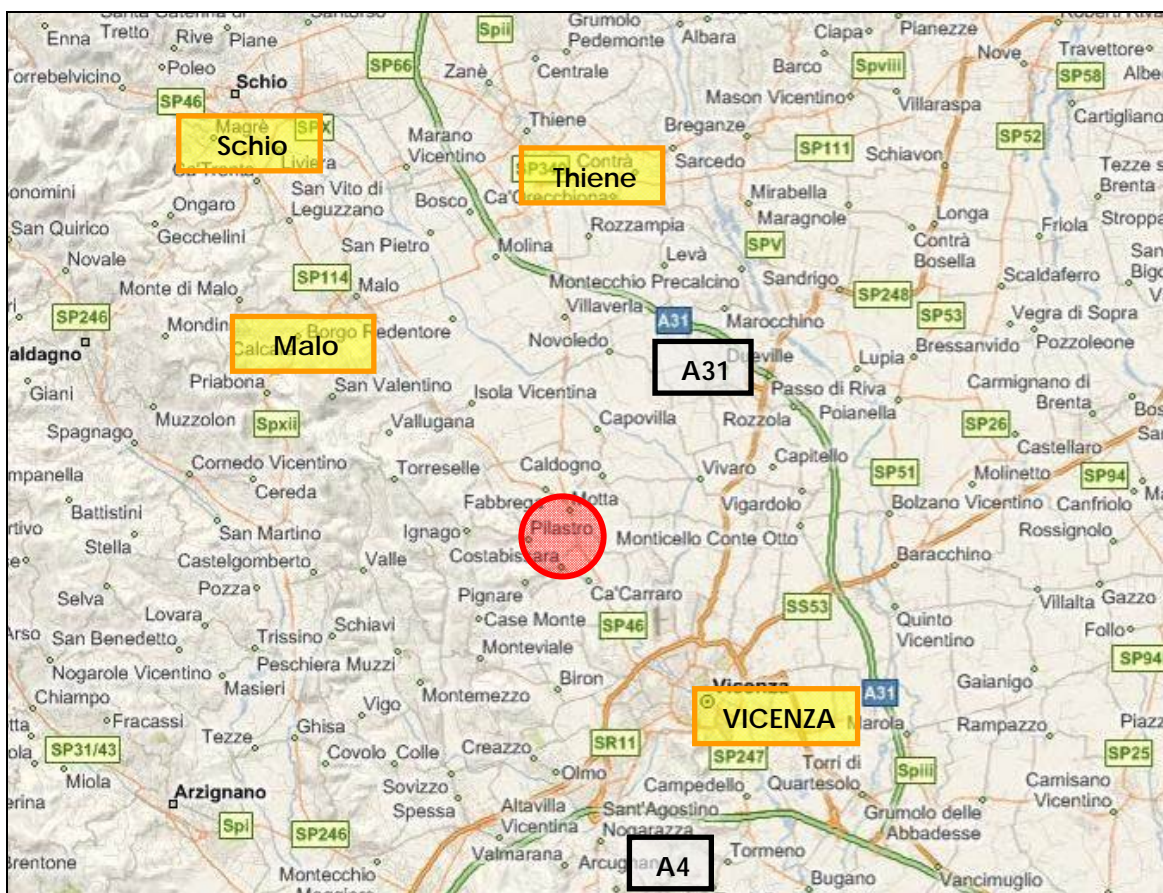 Enna
Tretto
Rive
Piane
Santorso
Spii
Grumolo
Pedemonte
Albara
Ciapa
Pianezze
Nove
Travettore
Torrebelvicino
Poleo
Schio
SP66
Zanè
Centrale
Barco
Spviii
SP58
SP46
Mason Vicentino
Villaraspa
Cartigliano
Magrè
SPX
Schio
Marano
Vicentino
Thiene
Breganze
SP111
SP52
Schiavon
Ca'Trenta
Liviera
Contrà
Thiene
Sarcedo
Tezze s
Brenta
San Vito di
Leguzzano
Bosco
Mirabella
Ongaro
Gecchelini
Rozzampia
Maragnole
Longa
Friola
Stroppa
San Quirico
San Pietro
Molina
SPV
Levà
Contrà
Bosella
Novale
SP114
Malo
Montecchio Precalcino
Sandrigo
SP248
Scaldaferro
Monte di Malo
Villaverla
SP246
A31
Marocchino
SP53
Vegra di Sopra
Borgo Redentore
Malo
Novoledo
Dueville
A31
Lupia
Bressanvido
Pozzoleone
Giani
Priabona
San Valentino
Isola Vicentina
Passo di Riva
Carmignano di
Brenta
Muzzolon
Spxii
Vallugana
Capovilla
Rozzola
Poianella
SP26
Castellaro
Spagnago
Cornedo Vicentino
Torreselle
Caldogno
Vivaro
Capitello
SP51
Molinetto
SP94
Cereda
Motta
Vigardolo
Bolzano Vicentino
Canfriolo
Battistini
San Martino
Ignago
Pilastro
Monticello Conte Otto
Rossignolo
Stella
Castelgomberto
Valle
Baracchino
Pozza
Pignare
Ca'Carraro
SS53
Selva
Lovara
Case Monte
SP46
Quinto
Vicentino
Villalta
Gazzo
Arso
San Benedetto
Trissino
Schiavi
Monteviale
Follo
Nogarole Vicentino
Peschiera Muzzi
Biron
SP94
Chiampo
Masieri
Montemezzo
Vicenza
A31
Gaianigo
Fracassi
Vigo
VICENZA
Marola
Rampazzo
SP31/43
Tezze
Ghisa
Covolo
Colle
Creazzo
SR11
SP247
SP25
Miola
Olmo
Torri di
Quartesolo
Spiii
Arzignano
Sovizzo
Campedello
Camisano
Vicentino
Spi
SP246
Spessa
Altavilla
Vicentina
Sant'Agostino
Nogarazza
Grumolo delle
Abbadesse
Brentone
Montecchio
Valmarana
A4
Tormeno
Bugano
Vancimuglio